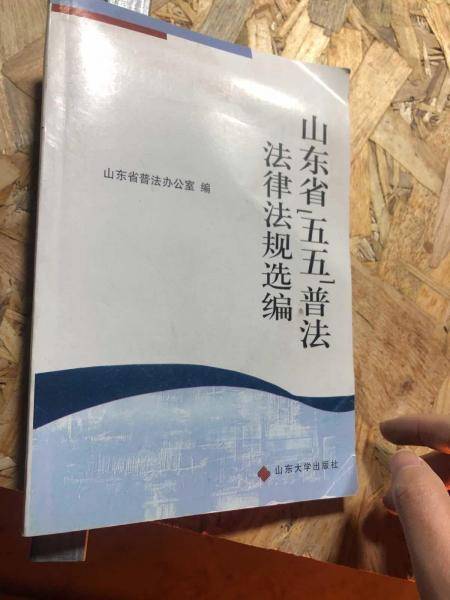 山东省「五五」普法
法律法规选编
山东省普法办公室 编
山东大学出版社